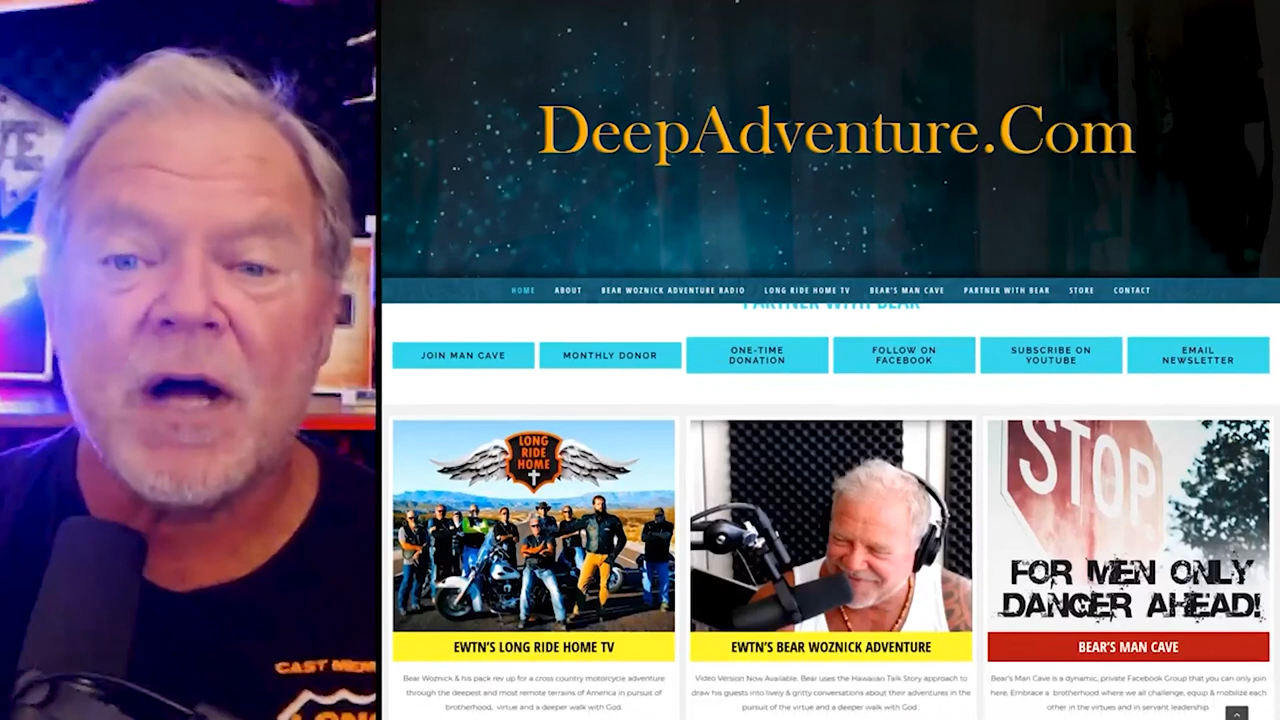 DeepAdventure.Com
HOME ABOUT BEAR WOZNICK ADVENTURE RADIO LONG RIDE HOME TV BEAR'S MAN CAVE PARTNER WITH BEAR STORE CONTACT
PARTNER WITH BEAR
JOIN MAN CAVE
MONTHLY DONOR
ONE-TIME
DONATION
FOLLOW ON
FACEBOOK
SUBSCRIBE ON
YOUTUBE
EMAIL
NEWSLETTER
LONG
RIDE
HOME
EWTN'S LONG RIDE HOME TV
Bear Woznick & his pack rev up for a cross country motorcycle adventure
through the deepest and most remote terrains of America in pursuit of
brotherhood, virtue and a deeper walk with God.
EWTN'S BEAR WOZNICK ADVENTURE
Video Version Now Available. Bear uses the Hawaiian Talk Story approach to
draw his guests into lively & gritty conversations about their adventures in the
pursuit of the virtue and a deeper walk with God.
STOP
FOR MEN ONLY
DANGER AHEAD!
BEAR'S MAN CAVE
Bear's Man Cave is a dynamic, private Facebook Group that you can only join
here. Embrace a brotherhood where we all challenge, equip & mobilize each
other in the virtues and in servant leadership.
CAST
LONG